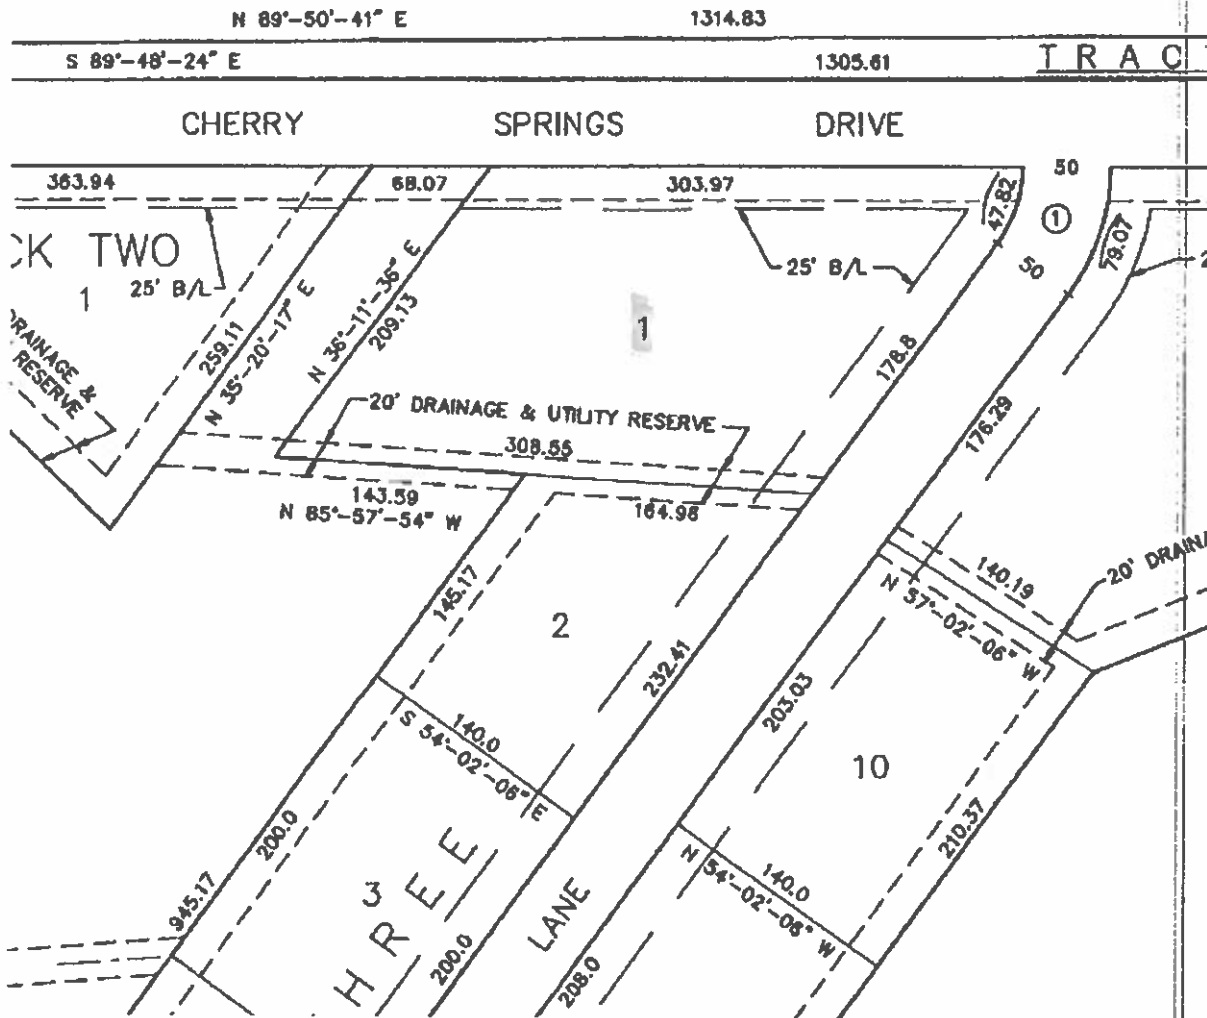 N 89°-50'-41" E 1314.83
S 89°-48'-24" E 1305.61 TRAC
CHERRY SPRINGS DRIVE
363.94 68.07 303.97 47.82 50
1
50
79.07
CK TWO
1
25' B/L
25' B/L
2
DRAINAGE &
RESERVE
259.11
N 35°-20'-17" E
N 36°-11'-36" E
209.13
1
178.8
176.29
20' DRAINAGE & UTILITY RESERVE
308.55
143.59
N 85°-57'-54" W
164.98
145.17
2
232.41
140.19
N 57°-02'-06" W
20' DRAINA
203.03
10
210.37
140.0
S 54°-02'-06" E
200.0
945.17
3
HREE
200.0
LANE
208.0
140.0
N 54°-02'-06" W